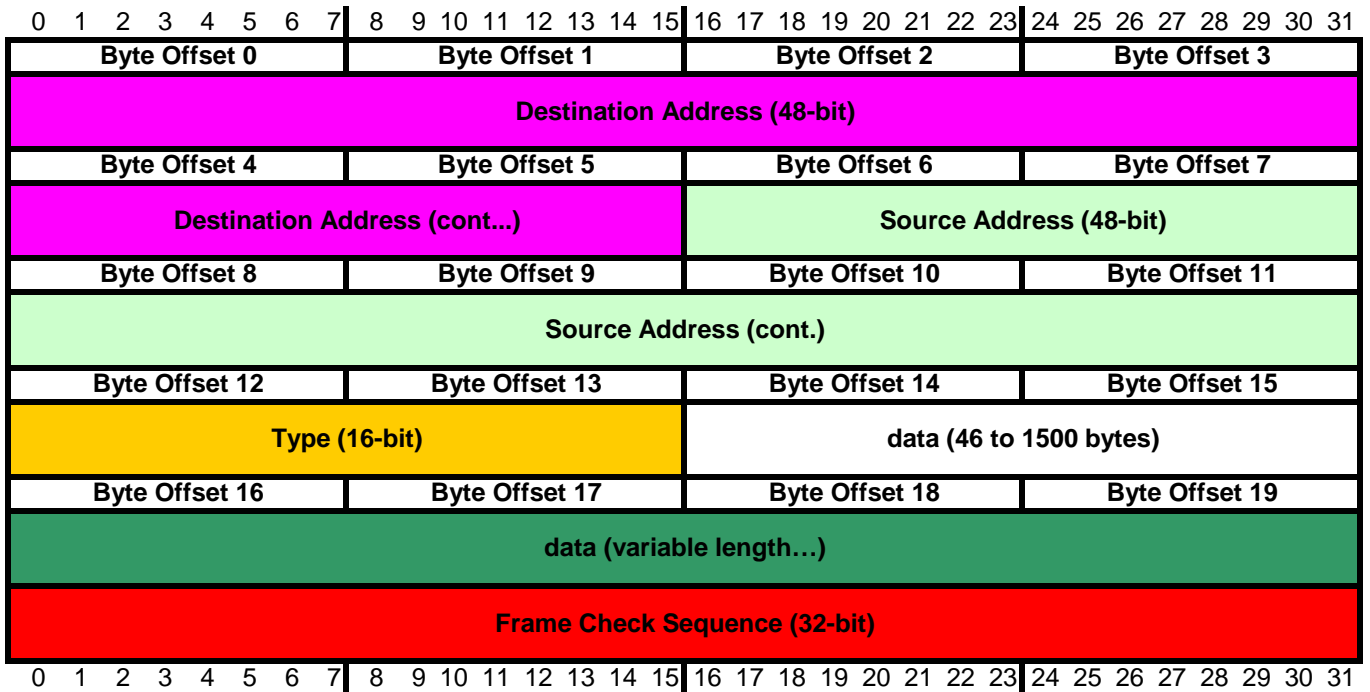 0 1 2 3 4 5 6 7 8 9 10 11 12 13 14 15 16 17 18 19 20 21 22 23 24 25 26 27 28 29 30 31
Byte Offset 0 Byte Offset 1 Byte Offset 2 Byte Offset 3
Destination Address (48-bit)
Byte Offset 4 Byte Offset 5 Byte Offset 6 Byte Offset 7
Destination Address (cont...) Source Address (48-bit)
Byte Offset 8 Byte Offset 9 Byte Offset 10 Byte Offset 11
Source Address (cont.)
Byte Offset 12 Byte Offset 13 Byte Offset 14 Byte Offset 15
Type (16-bit) data (46 to 1500 bytes)
Byte Offset 16 Byte Offset 17 Byte Offset 18 Byte Offset 19
data (variable length…)
Frame Check Sequence (32-bit)
0 1 2 3 4 5 6 7 8 9 10 11 12 13 14 15 16 17 18 19 20 21 22 23 24 25 26 27 28 29 30 31